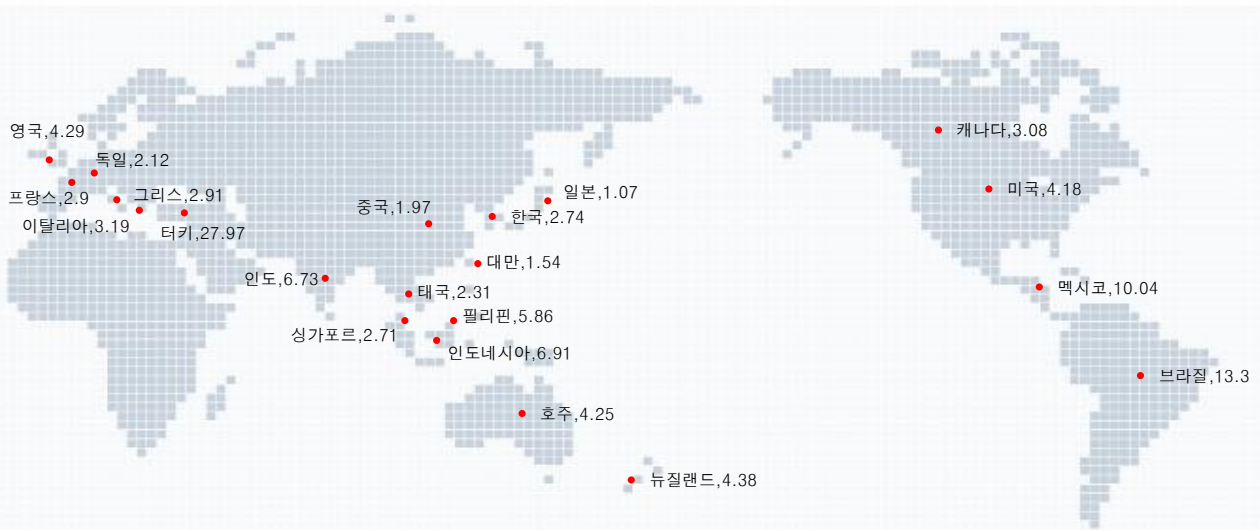 영국,4.29
독일,2.12
프랑스,2.9
그리스,2.91
이탈리아,3.19
터키,27.97
중국,1.97
일본,1.07
한국,2.74
대만,1.54
인도,6.73
태국,2.31
필리핀,5.86
싱가포르,2.71
인도네시아,6.91
호주,4.25
뉴질랜드,4.38
캐나다,3.08
미국,4.18
멕시코,10.04
브라질,13.3